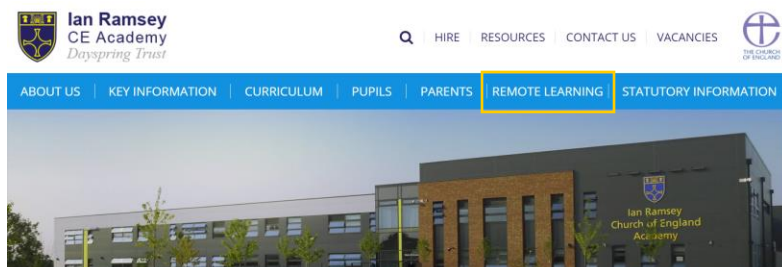 Ian Ramsey
CE Academy
Dayspring Trust
HIRE RESOURCES CONTACT US VACANCIES
THE CHURCH
OF ENGLAND
ABOUT US KEY INFORMATION CURRICULUM PUPILS PARENTS REMOTE LEARNING STATUTORY INFORMATION
Ian Ramsey
Church of England
Academy